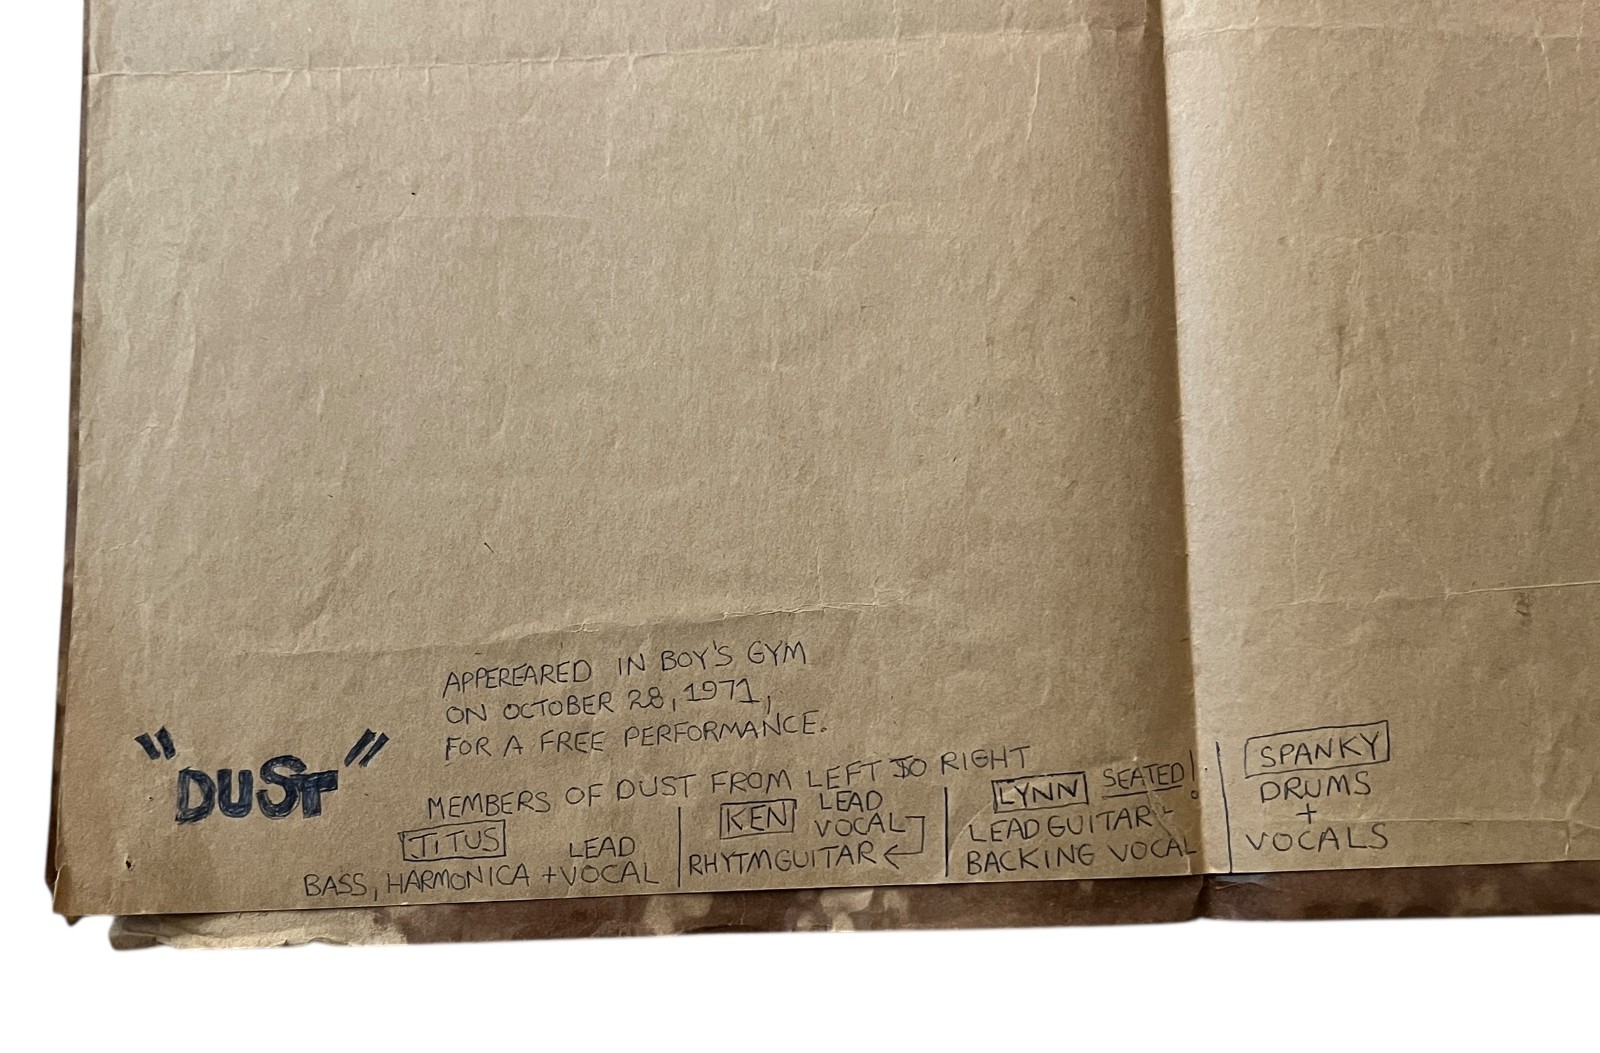 APPEREARED IN BOY'S GYM
ON OCTOBER 28, 1971,
FOR A FREE PERFORMANCE.
"DUST"
MEMBERS OF DUST FROM LEFT TO RIGHT
TITUS
LEAD
BASS, HARMONICA + VOCAL
KEN LEAD
VOCAL
RHYTMGUITAR
LYNN SEATED!
LEAD GUITAR +
BACKING VOCAL
SPANKY
DRUMS
+
VOCALS